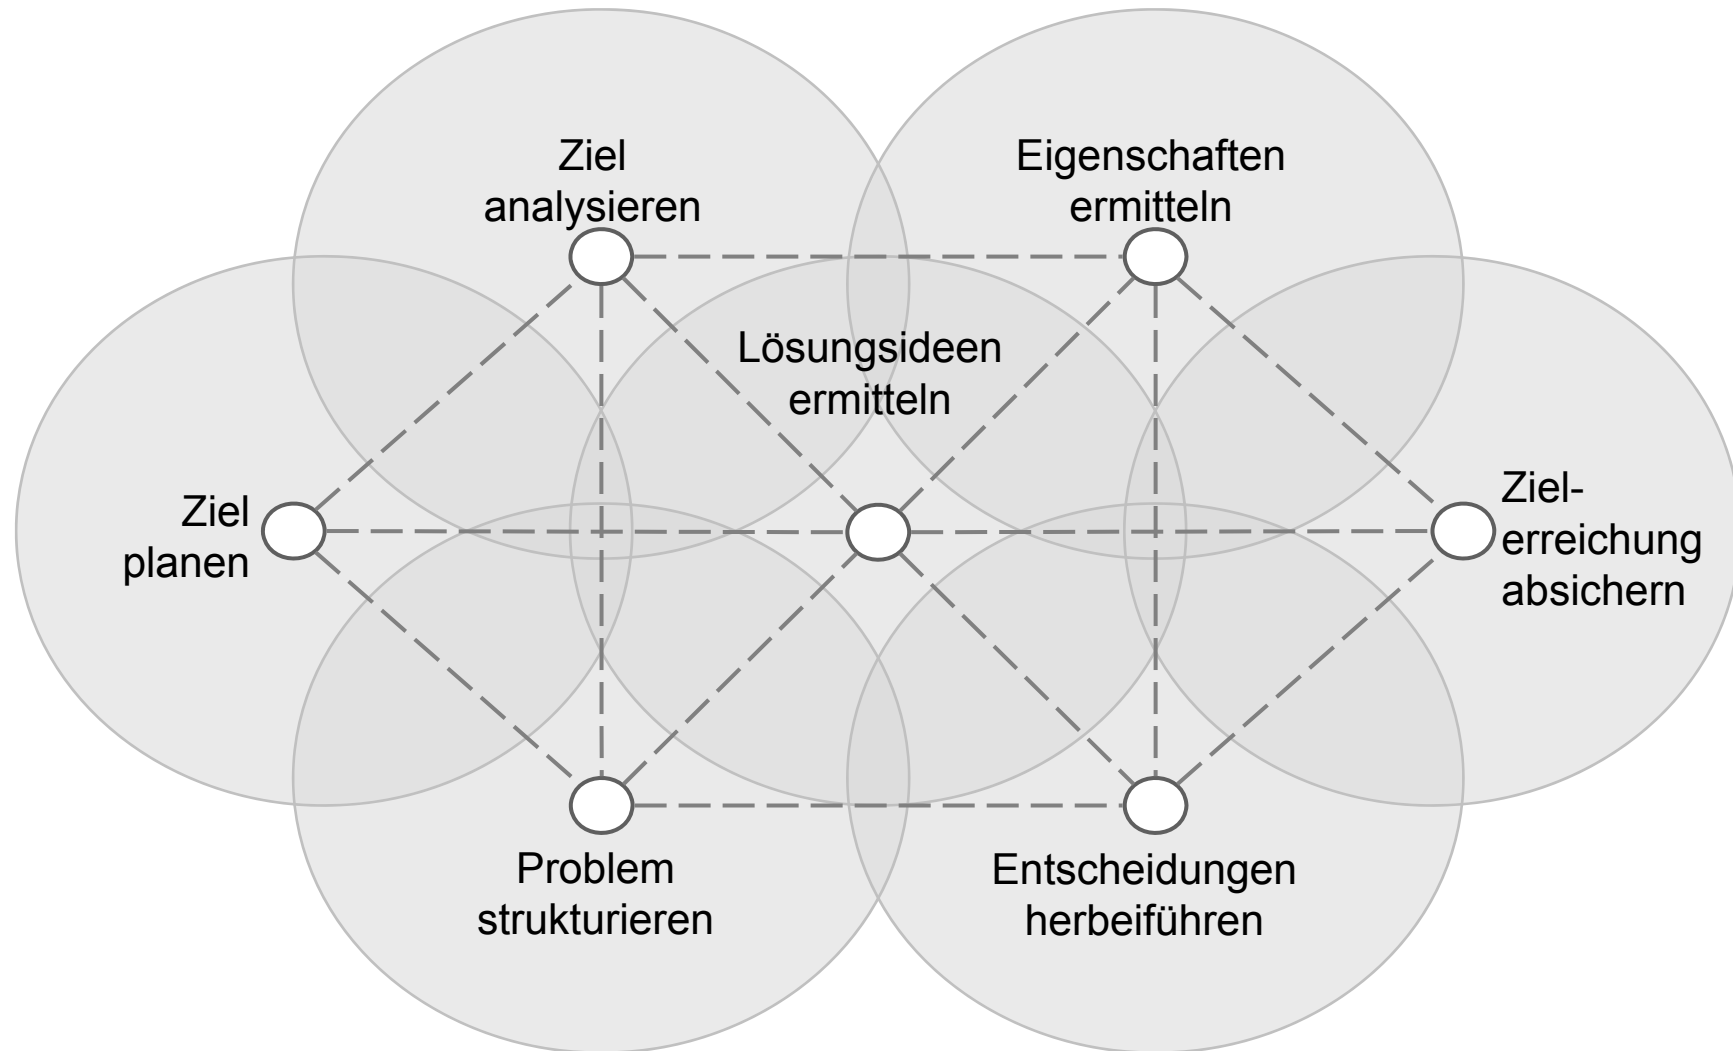 Ziel
analysieren
Eigenschaften
ermitteln
Lösungsideen
ermitteln
Ziel
planen
Ziel-
erreichung
absichern
Problem
strukturieren
Entscheidungen
herbeiführen